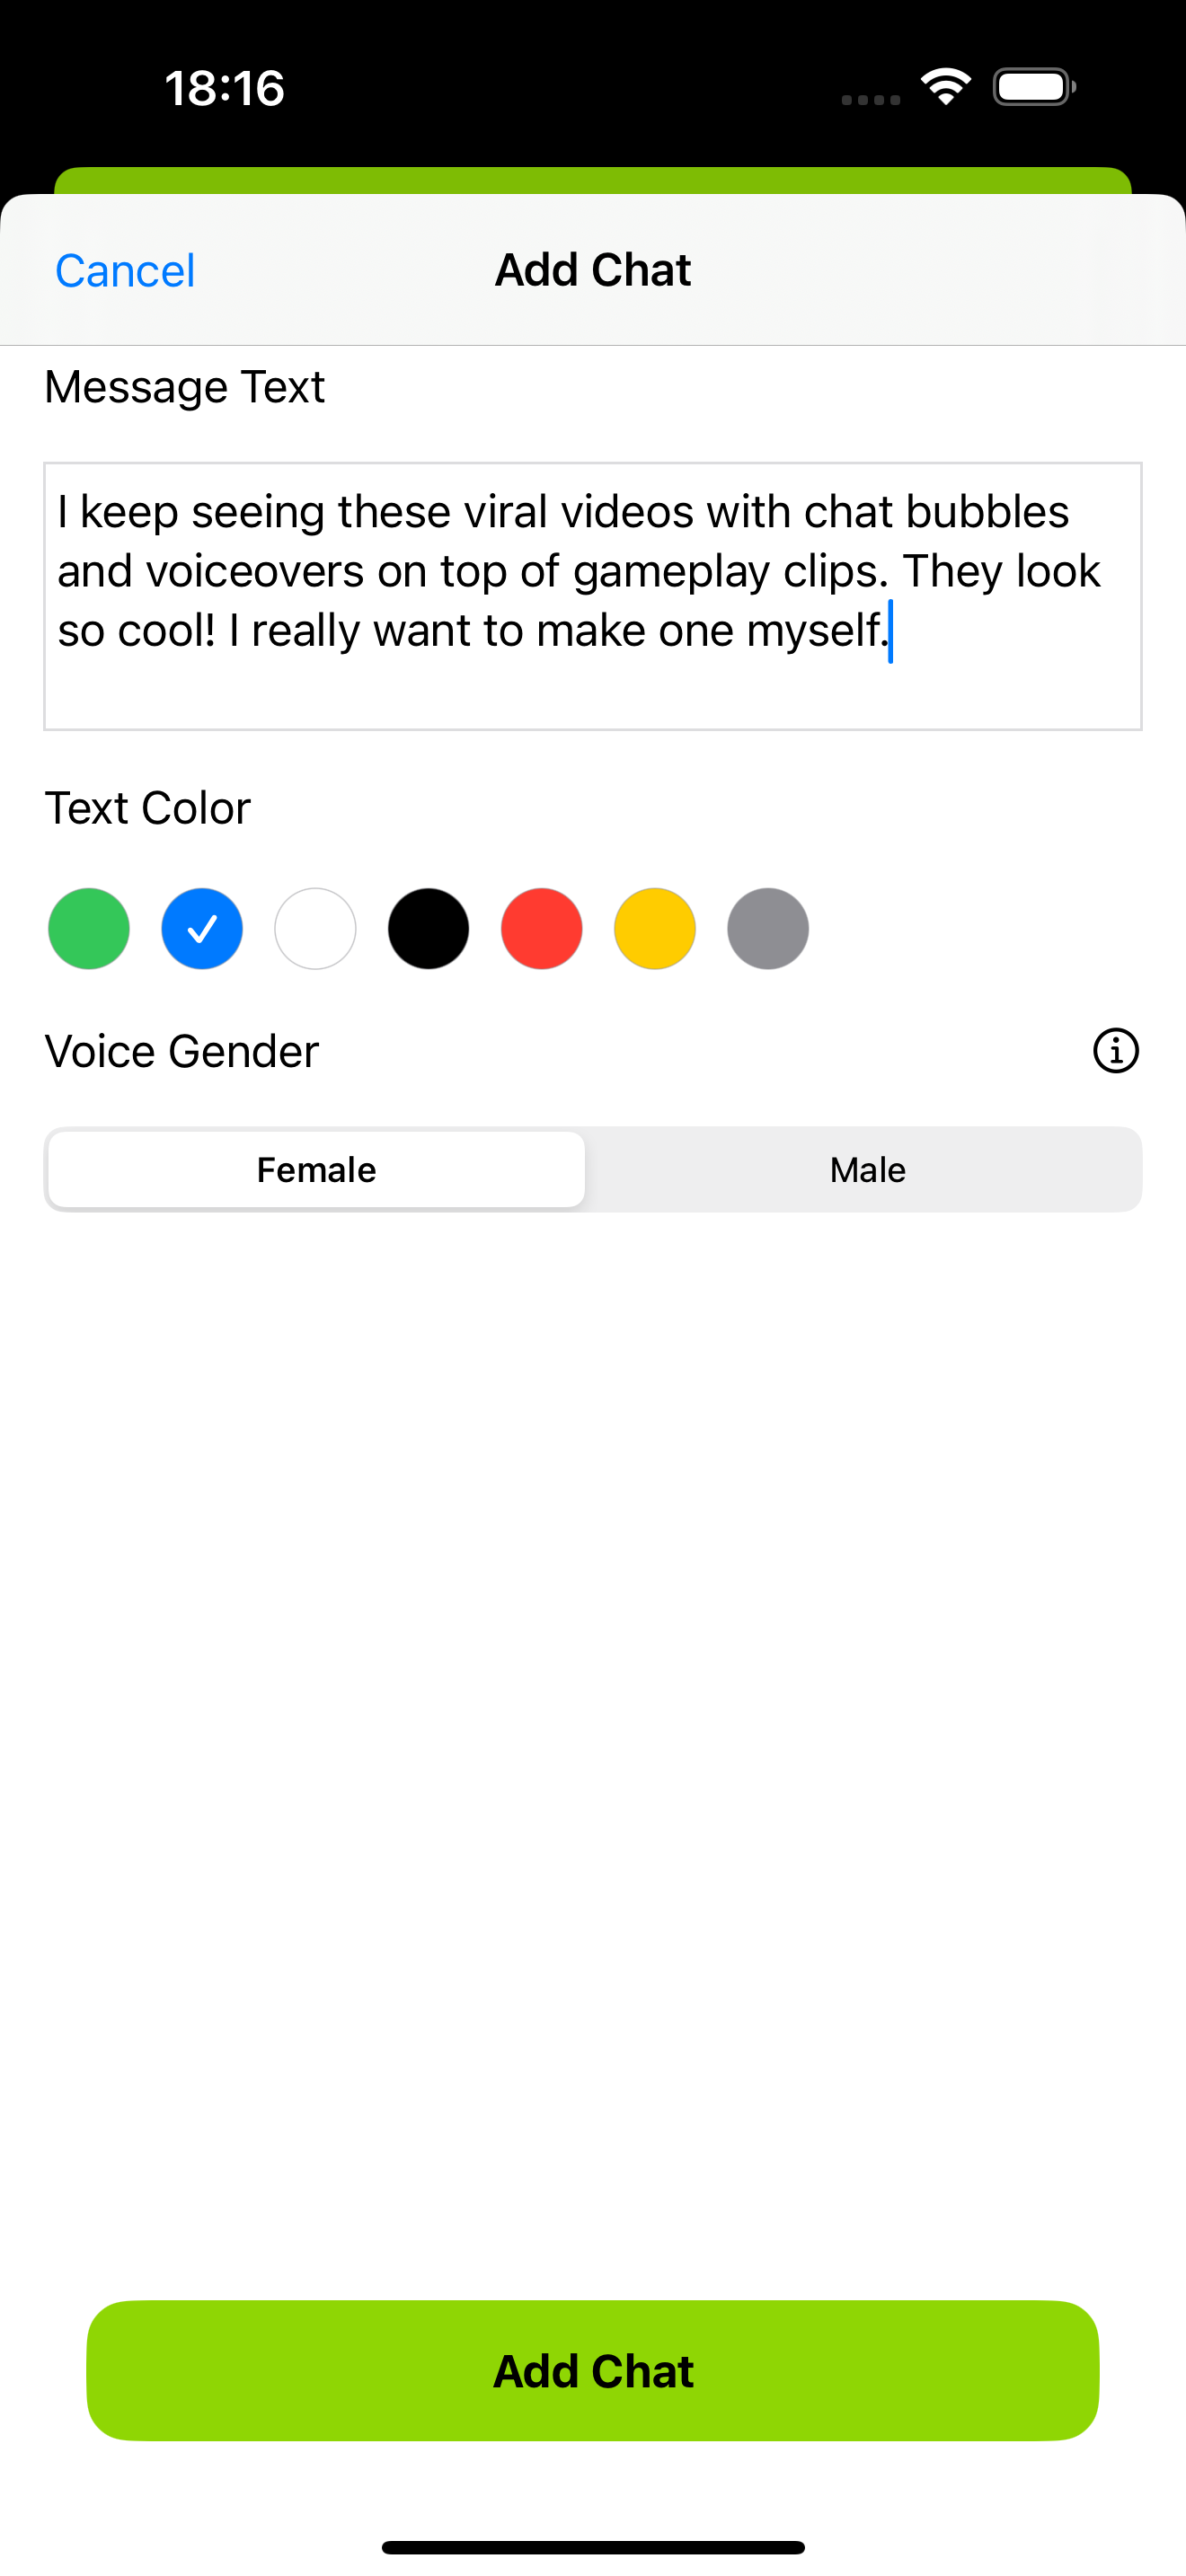 18:16
Cancel
Add Chat
Message Text
I keep seeing these viral videos with chat bubbles
and voiceovers on top of gameplay clips. They look
so cool! I really want to make one myself.
Text Color
Voice Gender
Female
Male
Add Chat